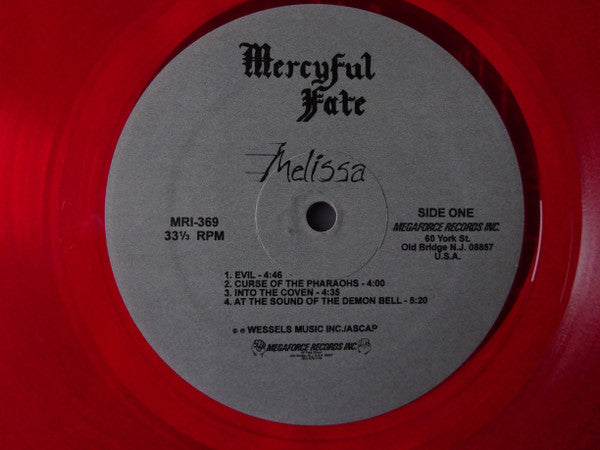 Mercyful
Fate
Melissa
MRI-369
33⅓ RPM
SIDE ONE
MEGAFORCE RECORDS INC.
60 York St.
Old Bridge N.J. 08857
U.S.A.
1. EVIL - 4:46
2. CURSE OF THE PHARAOHS - 4:00
3. INTO THE COVEN - 4:35
4. AT THE SOUND OF THE DEMON BELL - 5:20
© ℗ WESSELS MUSIC INC./ASCAP
MEGAFORCE RECORDS INC.